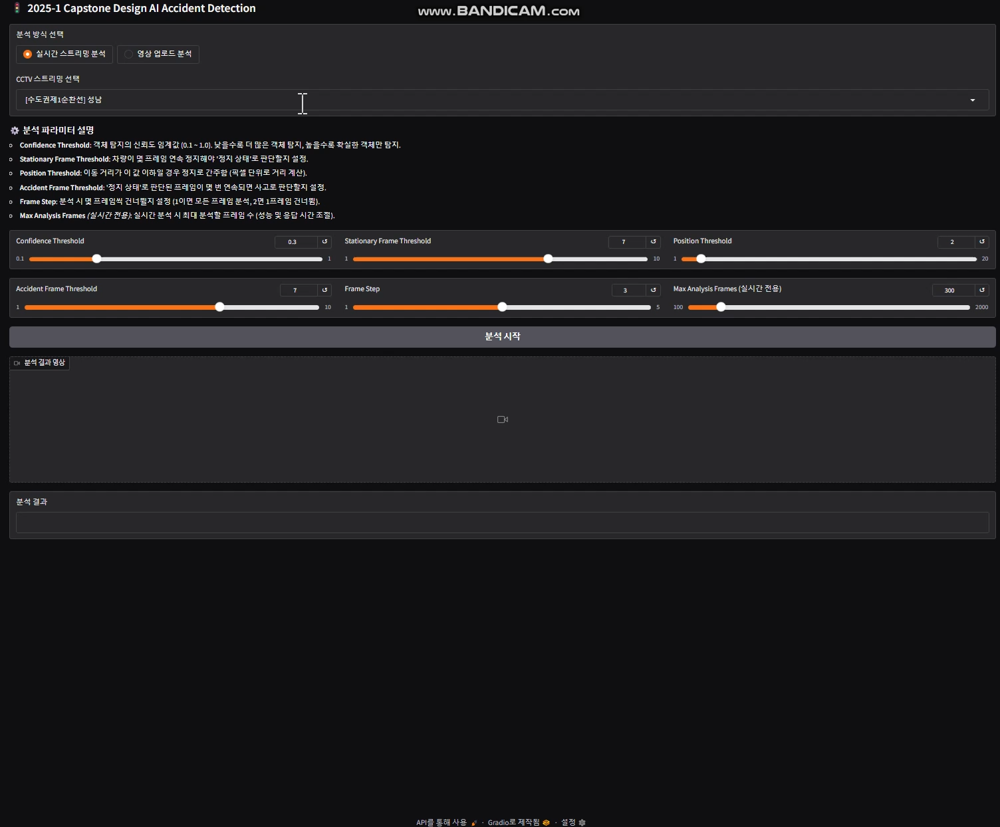 2025-1 Capstone Design AI Accident Detection
www.BANDICAM.com
분석 방식 선택
실시간 스트리밍 분석
영상 업로드 분석
CCTV 스트리밍 선택
[수도권제1순환선] 성남
분석 파라미터 설명
Confidence Threshold: 객체 탐지의 신뢰도 임계값 (0.1 ~ 1.0). 낮을수록 더 많은 객체 탐지, 높을수록 확실한 객체만 탐지.
Stationary Frame Threshold: 차량이 몇 프레임 연속 정지해야 '정지 상태'로 판단할지 설정.
Position Threshold: 이동 거리가 이 값 이하일 경우 정지로 간주함 (픽셀 단위로 거리 계산).
Accident Frame Threshold: '정지 상태'로 판단된 프레임이 몇 번 연속되면 사고로 판단할지 설정.
Frame Step: 분석 시 몇 프레임씩 건너뛸지 설정 (1이면 모든 프레임 분석, 2면 1프레임 건너뜀).
Max Analysis Frames (실시간 전용): 실시간 분석 시 최대 분석할 프레임 수 (성능 및 응답 시간 조절).
Confidence Threshold 0.3
0.1 1
Stationary Frame Threshold 7
1 10
Position Threshold 2
1 20
Accident Frame Threshold 7
1 10
Frame Step 3
1 5
Max Analysis Frames (실시간 전용) 300
100 2000
분석 시작
분석 결과 영상
분석 결과
API를 통해 사용 · Gradio로 제작됨 · 설정